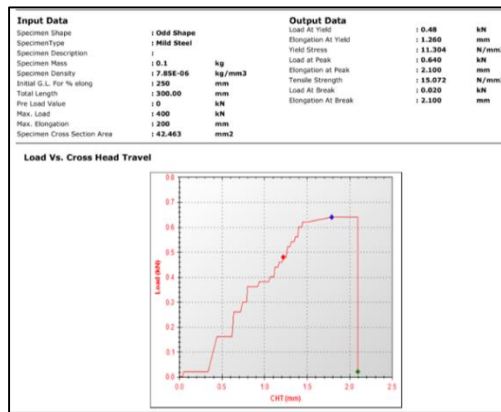 Input Data
Specimen Shape : Odd Shape
SpecimenType : Mild Steel
Specimen Description :
Specimen Mass : 0.1 kg
Specimen Density : 7.85E-06 kg/mm3
Initial G.L. For % elong : 250 mm
Total Length : 300.00 mm
Pre Load Value : 0 kN
Max. Load : 400 kN
Max. Elongation : 200 mm
Specimen Cross Section Area : 42.463 mm2
Output Data
Load At Yield : 0.48 kN
Elongation At Yield : 1.260 mm
Yield Stress : 11.304 N/mm2
Load at Peak : 0.640 kN
Elongation at Peak : 2.100 mm
Tensile Strength : 15.072 N/mm2
Load At Break : 0.020 kN
Elongation At Break : 2.100 mm
Load Vs. Cross Head Travel
0.8
0.7
0.6
0.5
0.4
0.3
0.2
0.1
0.0
Load (kN)
0.0 0.5 1.0 1.5 2.0 2.5
CHT (mm)